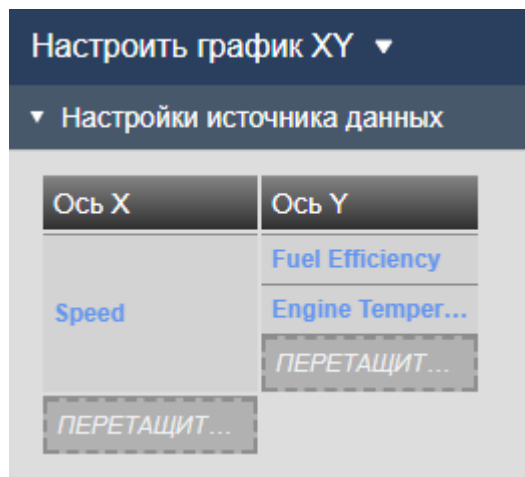 Настроить график XY
Настройки источника данных
Ось X
Ось Y
Fuel Efficiency
Speed
Engine Temper...
ПЕРЕТАЩИТ...
ПЕРЕТАЩИТ...